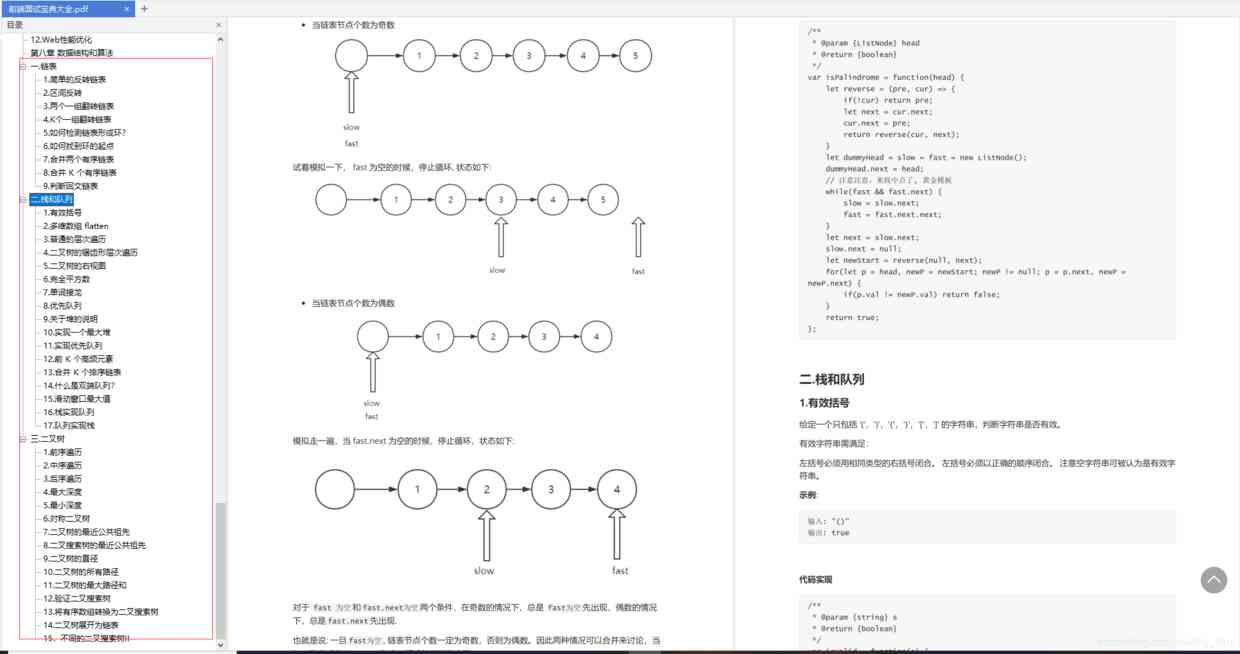 前端面试宝典大全.pdf × +
目录 ×
12.Web性能优化
第八章 数据结构和算法
一.链表
1.简单的反转链表
2.区间反转
3.两个一组翻转链表
4.K个一组翻转链表
5.如何检测链表形成环?
6.如何找到环的起点
7.合并两个有序链表
8.合并 K 个有序链表
9.判断回文链表
二.栈和队列
1.有效括号
2.多维数组 flatten
3.普通的层次遍历
4.二叉树的锯齿形层次遍历
5.二叉树的右视图
6.完全平方数
7.单词接龙
8.优先队列
9.关于堆的说明
10.实现一个最大堆
11.实现优先队列
12.前 K 个高频元素
13.合并 K 个排序链表
14.什么是双端队列?
15.滑动窗口最大值
16.栈实现队列
17.队列实现栈
三.二叉树
1.前序遍历
2.中序遍历
3.后序遍历
4.最大深度
5.最小深度
6.对称二叉树
7.二叉树的最近公共祖先
8.二叉搜索树的最近公共祖先
9.二叉树的直径
10.二叉树的所有路径
11.二叉树的最大路径和
12.验证二叉搜索树
13.将有序数组转换为二叉搜索树
14.二叉树展开为链表
15、不同的二叉搜索树II
• 当链表节点个数为奇数
1 2 3 4 5
slow
fast
试着模拟一下， fast 为空的时候，停止循环, 状态如下:
1 2 3 4 5
slow fast
• 当链表节点个数为偶数
1 2 3 4
slow
fast
模拟走一遍，当 fast.next 为空的时候，停止循环，状态如下:
1 2 3 4
slow fast
对于 fast 为空 和 fast.next为空 两个条件，在奇数的情况下，总是 fast为空 先出现，偶数的情况
下，总是 fast.next 先出现.
也就是说: 一旦 fast为空, 链表节点个数一定为奇数，否则为偶数。因此两种情况可以合并来讨论，当
/**
* @param {ListNode} head
* @return {boolean}
*/
var isPalindrome = function(head) {
let reverse = (pre, cur) => {
if(!cur) return pre;
let next = cur.next;
cur.next = pre;
return reverse(cur, next);
}
let dummyHead = slow = fast = new ListNode();
dummyHead.next = head;
// 注意注意，来找中点了, 黄金模板
while(fast && fast.next) {
slow = slow.next;
fast = fast.next.next;
}
let next = slow.next;
slow.next = null;
let newStart = reverse(null, next);
for(let p = head, newP = newStart; newP != null; p = p.next, newP =
newP.next) {
if(p.val != newP.val) return false;
}
return true;
};
二.栈和队列
1.有效括号
给定一个只包括 '(', ')', '{', '}', '[', ']' 的字符串，判断字符串是否有效。
有效字符串需满足：
左括号必须用相同类型的右括号闭合。 左括号必须以正确的顺序闭合。 注意空字符串可被认为是有效字
符串。
示例:
输入: "()"
输出: true
代码实现
/**
* @param {string} s
* @return {boolean}
*/